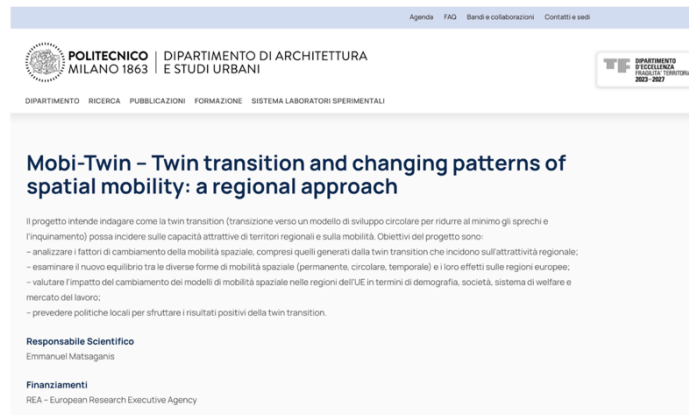 Agenda FAQ Bandi e collaborazioni Contatti e sedi
POLITECNICO DIPARTIMENTO DI ARCHITETTURA
MILANO 1863 E STUDI URBANI
TF DIPARTIMENTO
D'ECCELLENZA
FRAGILITA' TERRITORIA
2023-2027
DIPARTIMENTO RICERCA PUBBLICAZIONI FORMAZIONE SISTEMA LABORATORI SPERIMENTALI
Mobi-Twin – Twin transition and changing patterns of
spatial mobility: a regional approach
Il progetto intende indagare come la twin transition (transizione verso un modello di sviluppo circolare per ridurre al minimo gli sprechi e
l'inquinamento) possa incidere sulle capacità attrattive di territori regionali e sulla mobilità. Obiettivi del progetto sono:
– analizzare i fattori di cambiamento della mobilità spaziale, compresi quelli generati dalla twin transition che incidono sull'attrattività regionale;
– esaminare il nuovo equilibrio tra le diverse forme di mobilità spaziale (permanente, circolare, temporale) e i loro effetti sulle regioni europee;
– valutare l'impatto del cambiamento dei modelli di mobilità spaziale nelle regioni dell'UE in termini di demografia, società, sistema di welfare e
mercato del lavoro;
– prevedere politiche locali per sfruttare i risultati positivi della twin transition.
Responsabile Scientifico
Emmanuel Matsaganis
Finanziamenti
REA – European Research Executive Agency